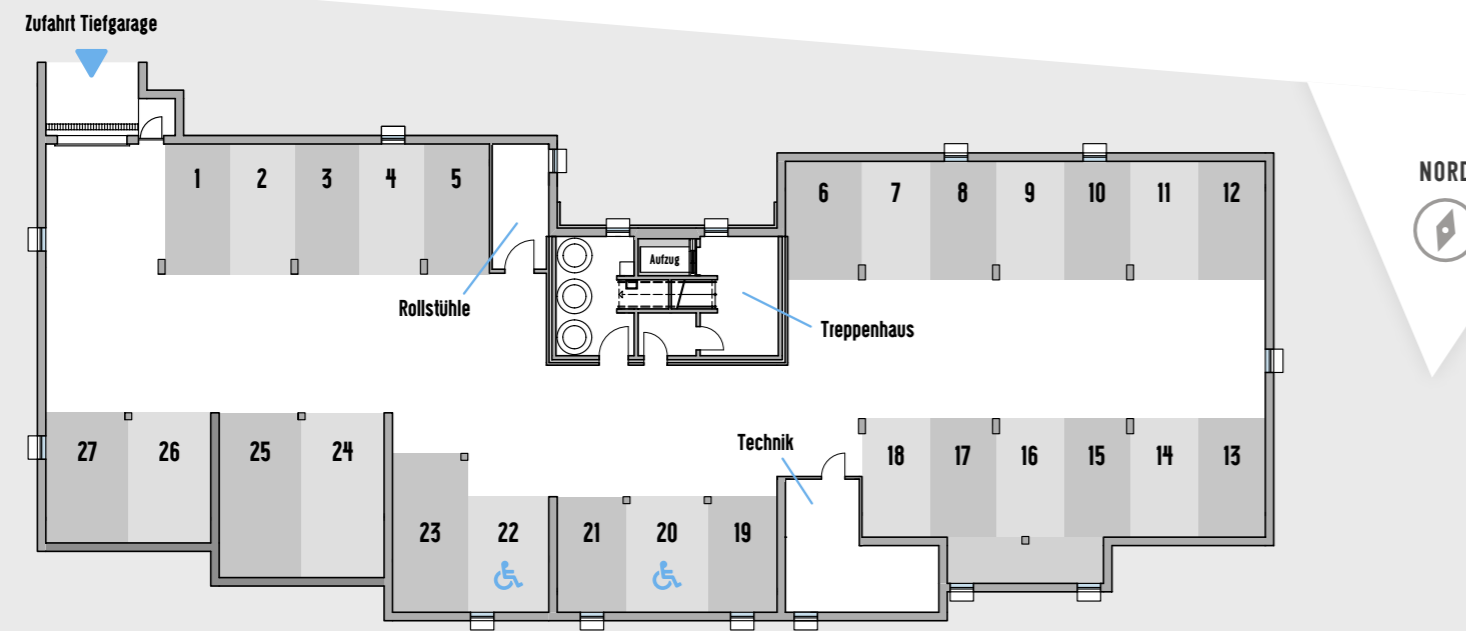 Zufahrt Tiefgarage
NORD
1 2 3 4 5
6 7 8 9 10 11 12
Aufzug
Rollstühle
Treppenhaus
27 26 25 24
Technik
18 17 16 15 14 13
23 22 21 20 19